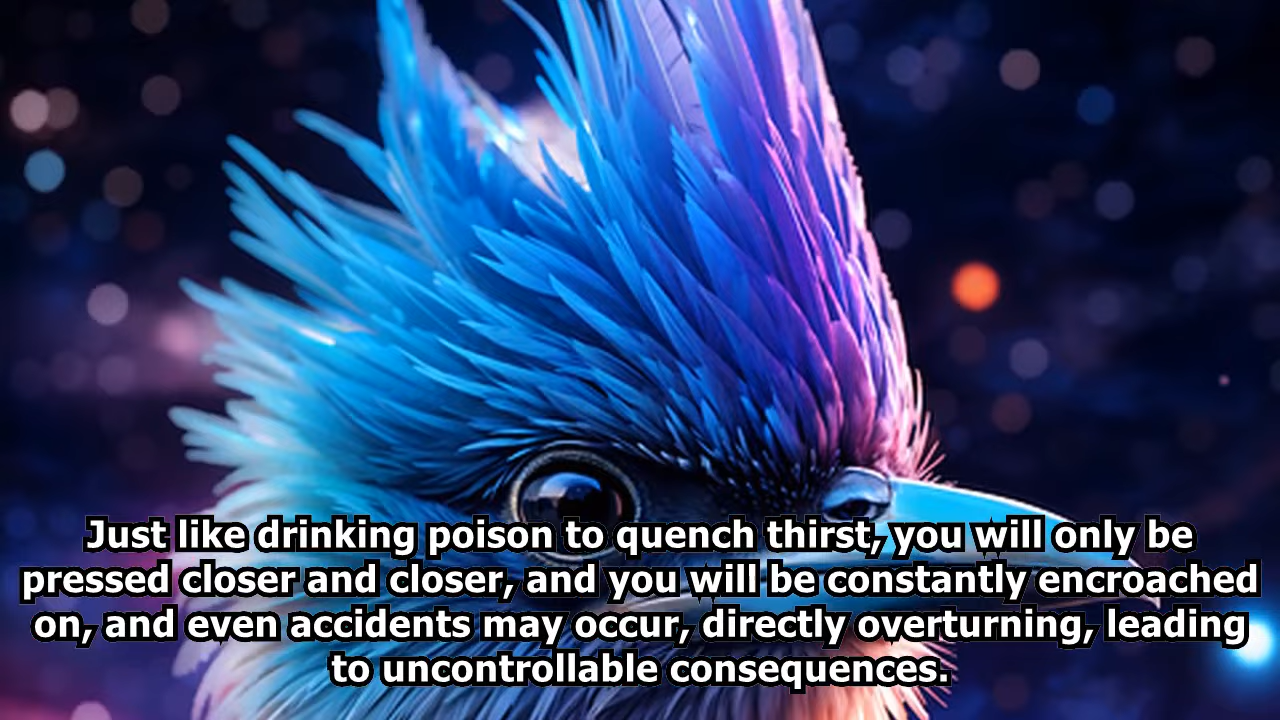 Just like drinking poison to quench thirst, you will only be
pressed closer and closer, and you will be constantly encroached
on, and even accidents may occur, directly overturning, leading
to uncontrollable consequences.